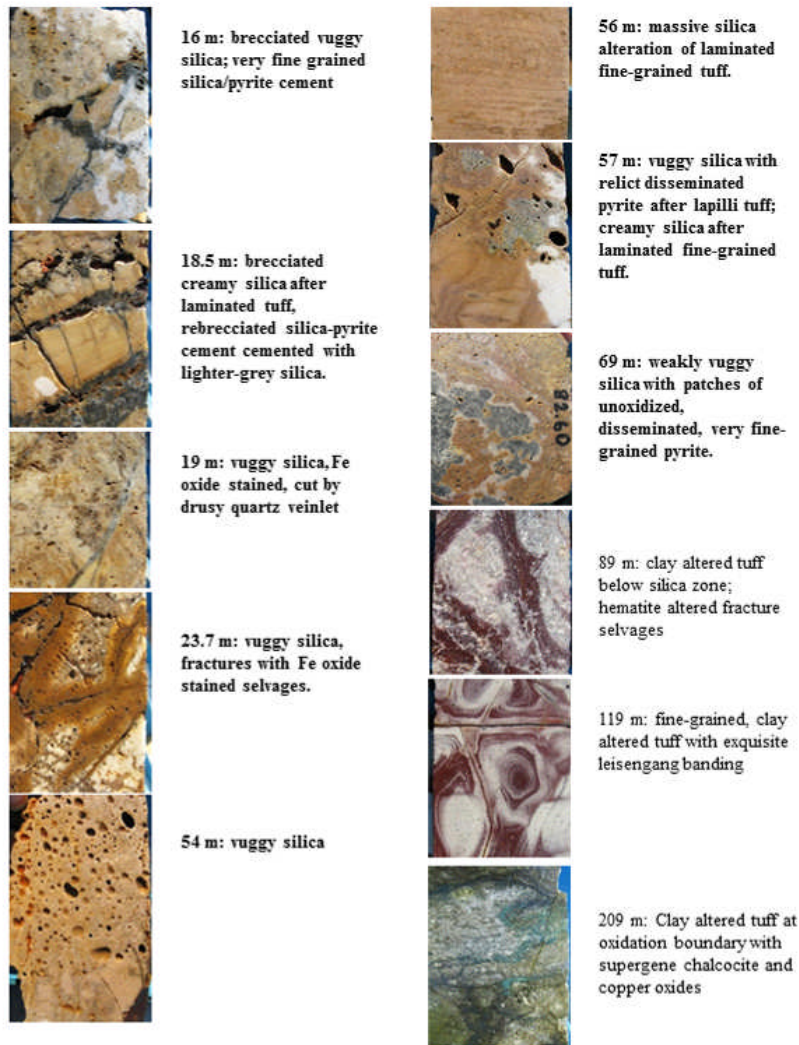 16 m: brecciated vuggy
silica; very fine grained
silica/pyrite cement
18.5 m: brecciated
creamy silica after
laminated tuff,
rebrecciated silica-pyrite
cement cemented with
lighter-grey silica.
19 m: vuggy silica, Fe
oxide stained, cut by
drusy quartz veinlet
23.7 m: vuggy silica,
fractures with Fe oxide
stained selvages.
54 m: vuggy silica
56 m: massive silica
alteration of laminated
fine-grained tuff.
57 m: vuggy silica with
relict disseminated
pyrite after lapilli tuff;
creamy silica after
laminated fine-grained
tuff.
69 m: weakly vuggy
silica with patches of
unoxidized,
disseminated, very fine-
grained pyrite.
82.60
89 m: clay altered tuff
below silica zone;
hematite altered fracture
selvages
119 m: fine-grained, clay
altered tuff with exquisite
leisengang banding
209 m: Clay altered tuff at
oxidation boundary with
supergene chalcocite and
copper oxides